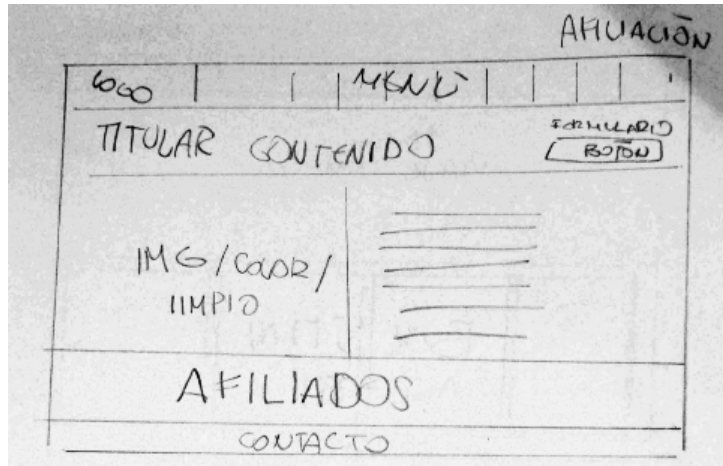 AFILIACIÓN
LOGO MENÚ
TITULAR CONTENIDO
FORMULARIO
BOTÓN
IMG/COLOR/
LIMPIO
AFILIADOS
CONTACTO